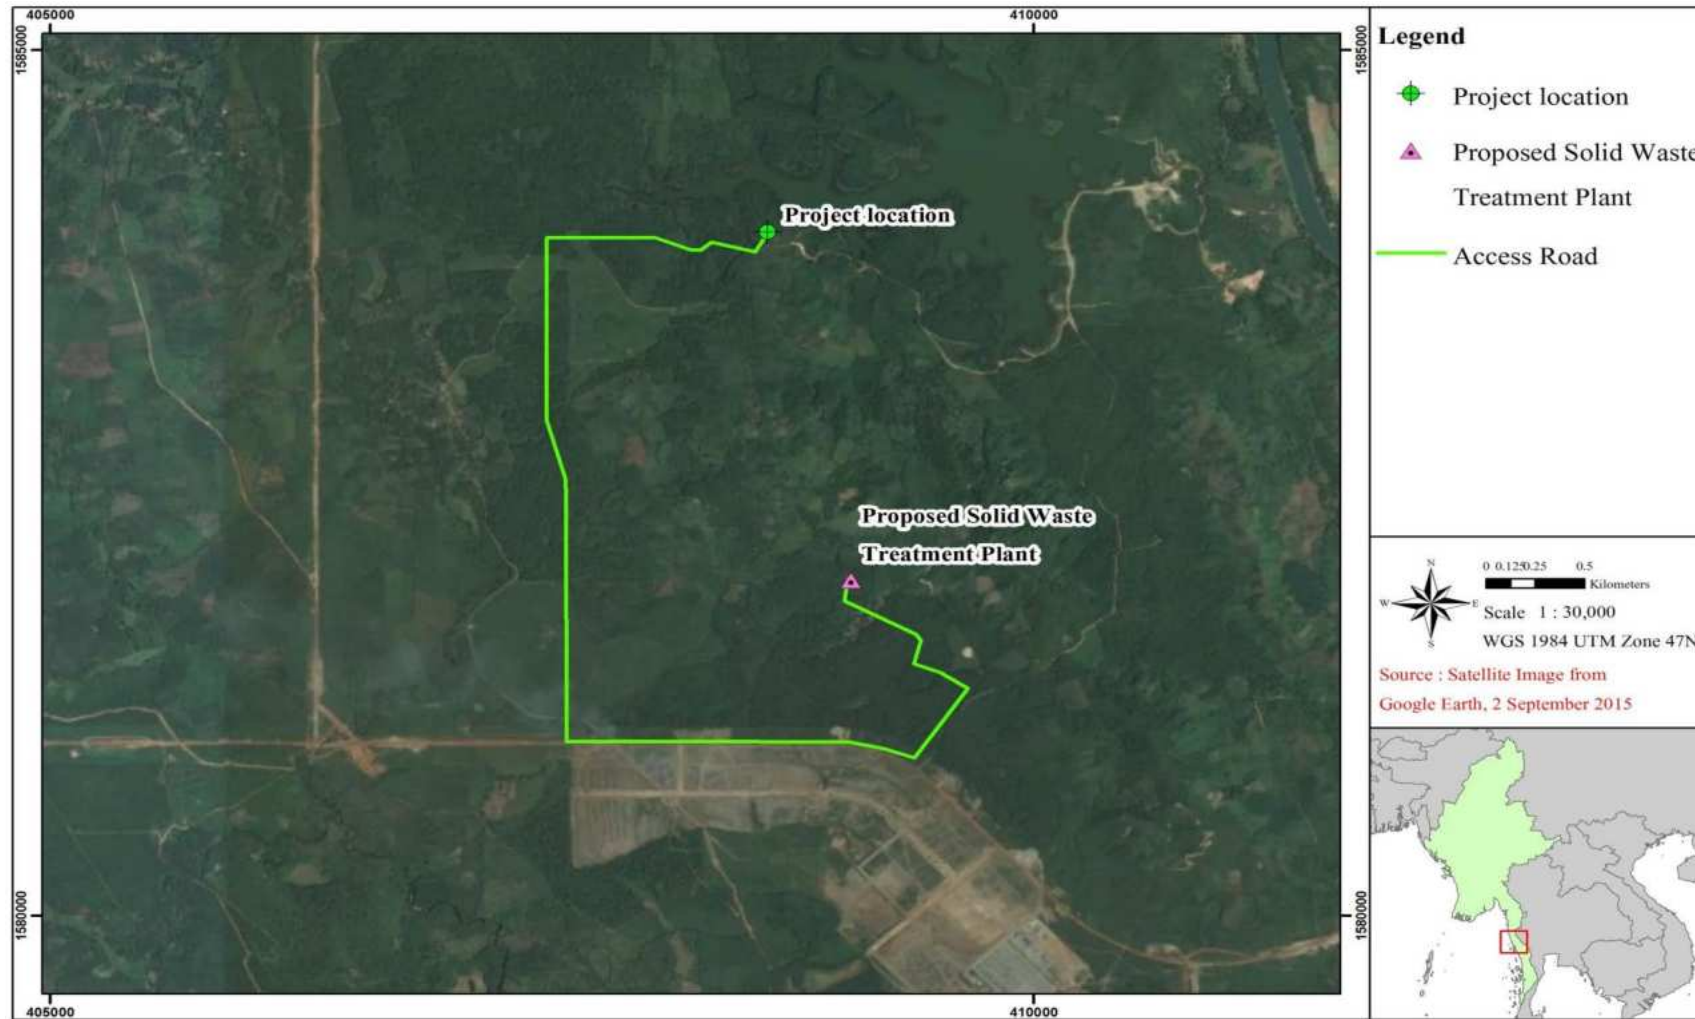 405000
410000
1585000
1585000
Project location
Proposed Solid Waste
Treatment Plant
1580000
1580000
405000
410000
Legend
Project location
Proposed Solid Waste
Treatment Plant
Access Road
N
W
E
S
0 0.125 0.25 0.5
Kilometers
Scale 1 : 30,000
WGS 1984 UTM Zone 47N
Source : Satellite Image from
Google Earth, 2 September 2015